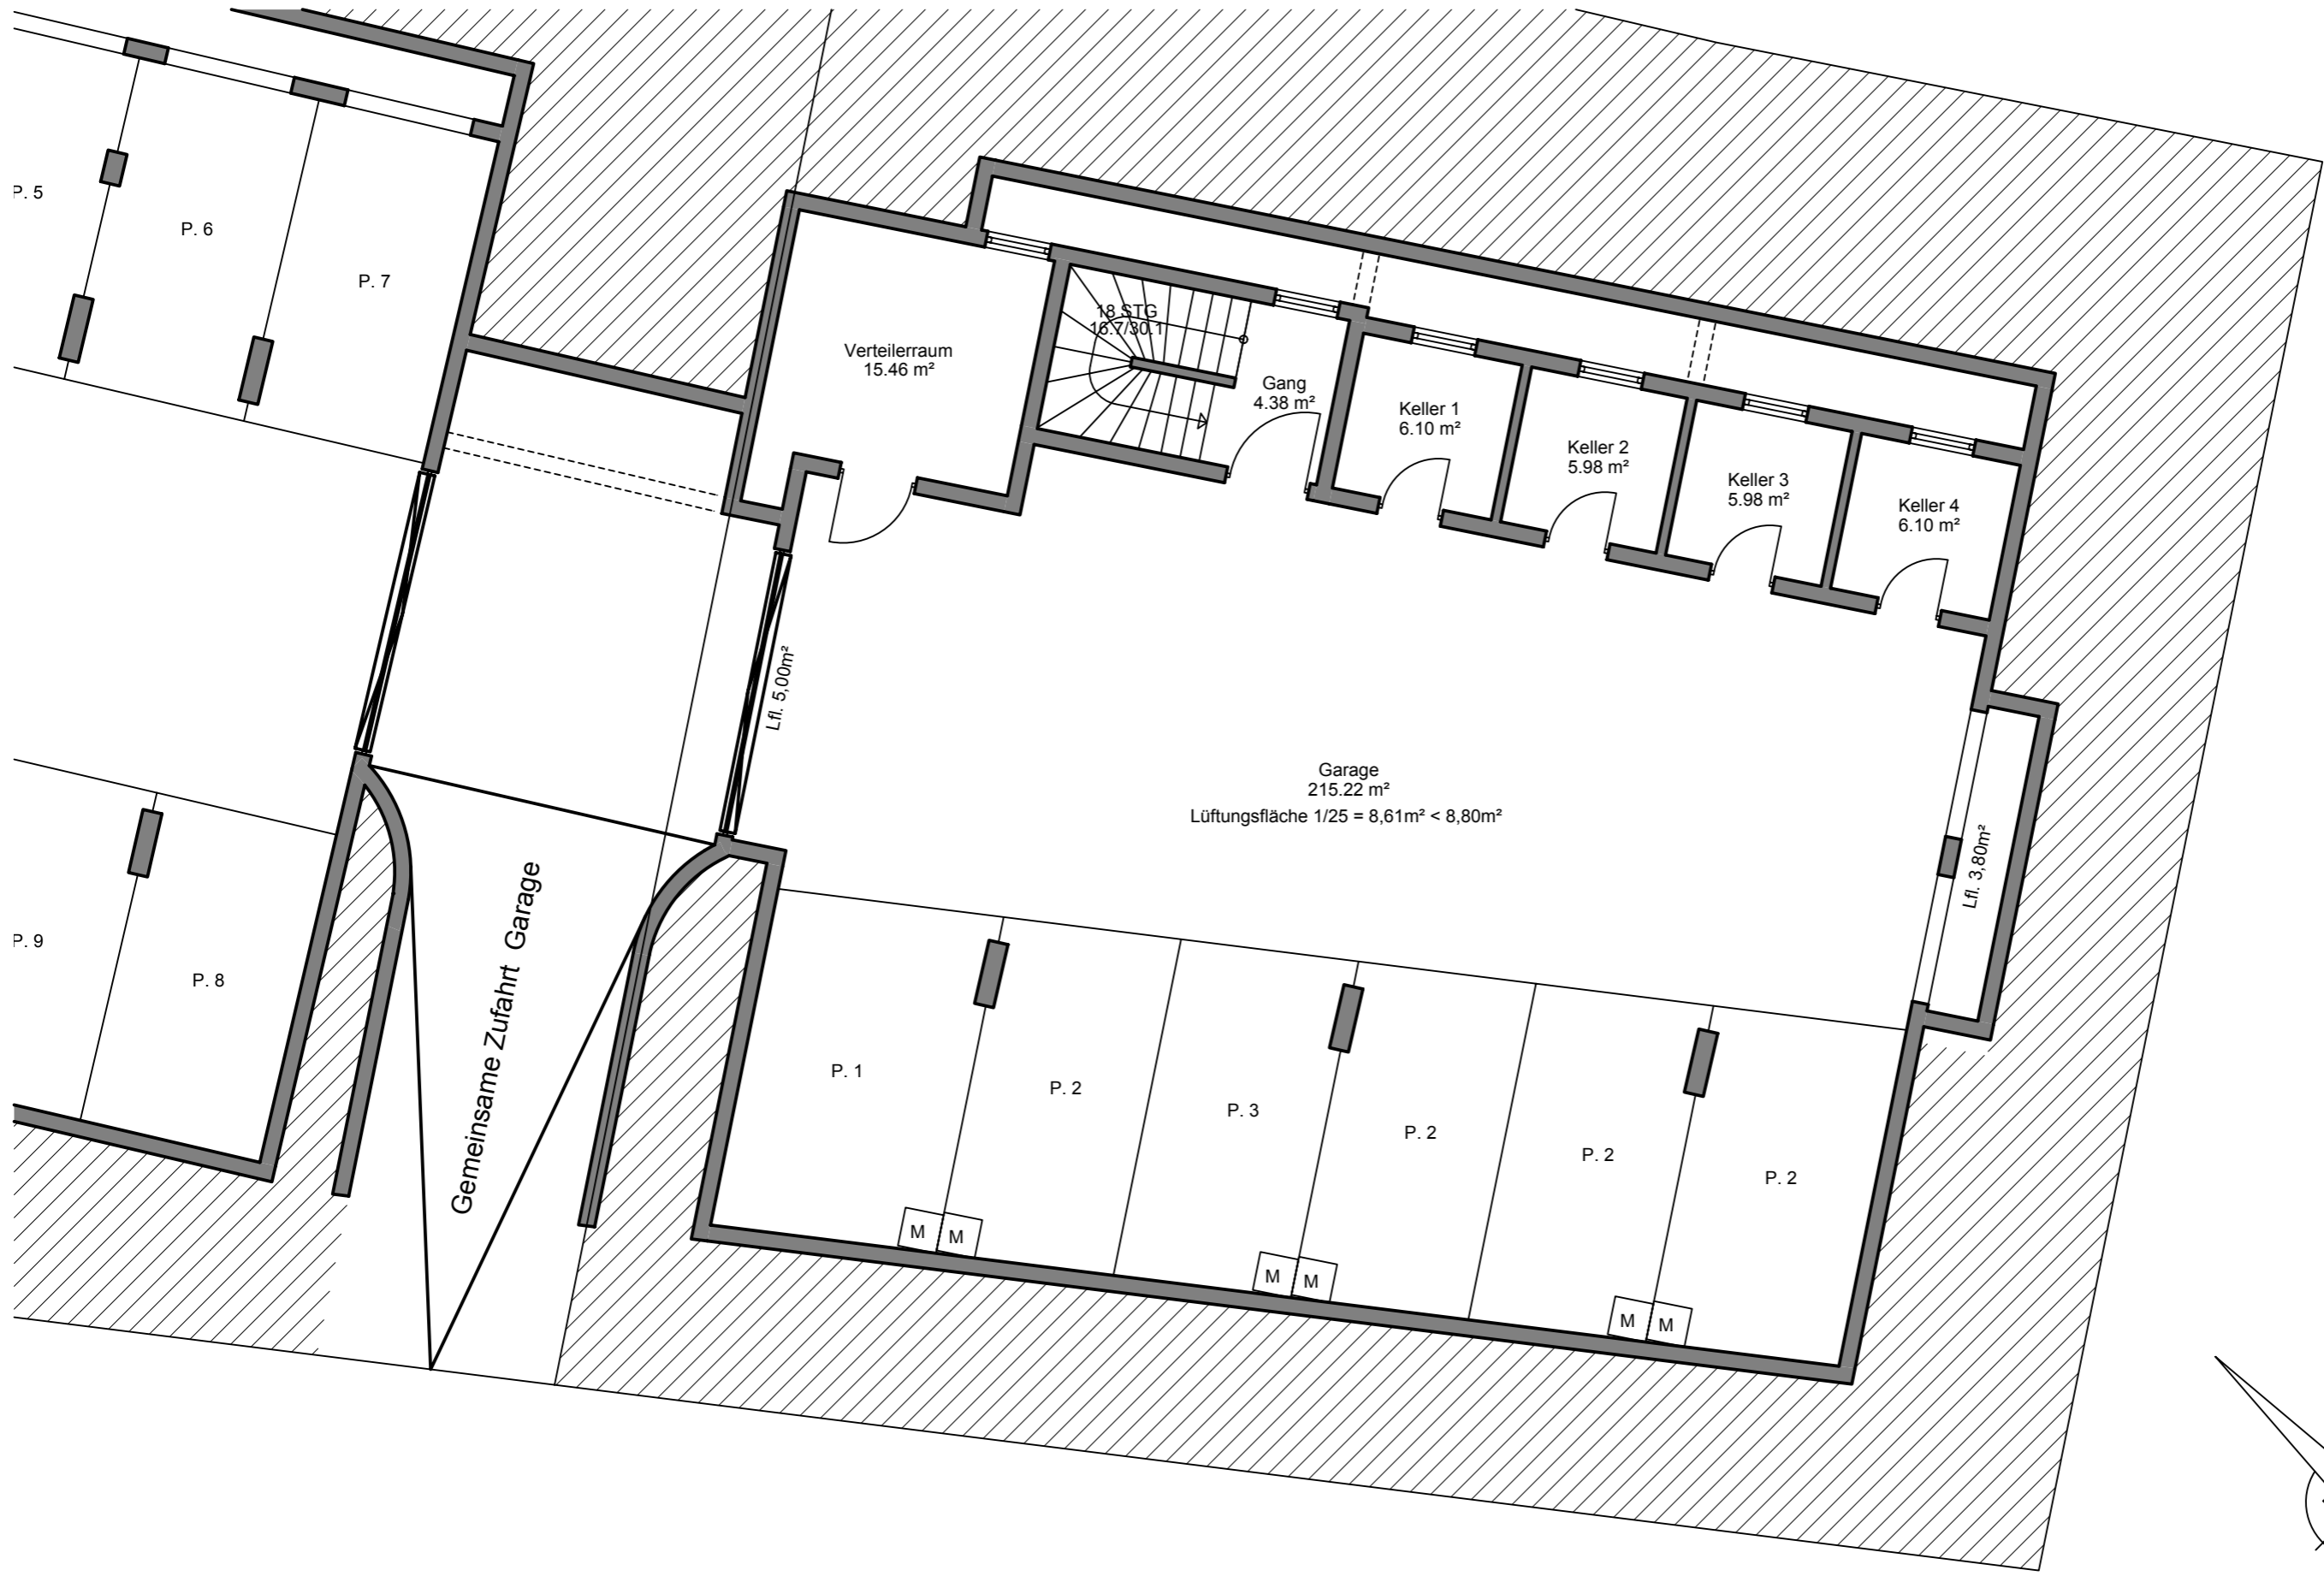 P. 5
P. 6
P. 7
18 STG
16.7/30.1
Verteilerraum
15.46 m²
Gang
4.38 m²
Keller 1
6.10 m²
Keller 2
5.98 m²
Keller 3
5.98 m²
Keller 4
6.10 m²
Lfl. 5,00m²
Garage
215.22 m²
Lüftungsfläche 1/25 = 8,61m² < 8,80m²
Lfl. 3,80m²
Gemeinsame Zufahrt Garage
P. 9
P. 8
P. 1
P. 2
P. 3
P. 2
P. 2
P. 2
M M
M M
M M